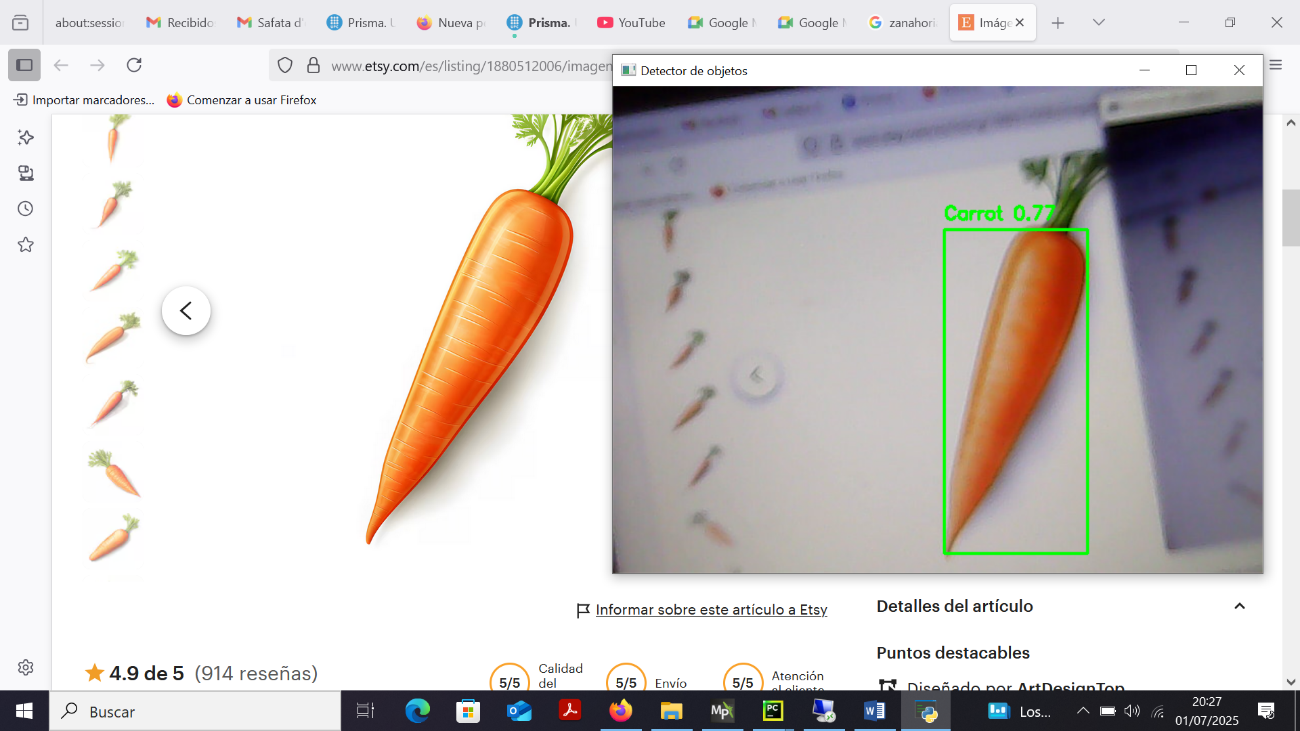 about:sessio
Recibido
Safata d'
Prisma. U
Nueva pe
Prisma.
YouTube
Google M
Google M
zanahori
Imáge
www.etsy.com/es/listing/1880512006/imagen
Detector de objetos
Importar marcadores...
Comenzar a usar Firefox
Carrot 0.77
Informar sobre este artículo a Etsy
Detalles del artículo
Puntos destacables
4.9 de 5 (914 reseñas)
5/5
Calidad
del
5/5
Envío
5/5
Atención
al cliente
Diseñado por ArtDesignTop
Buscar
Los...
20:27
01/07/2025